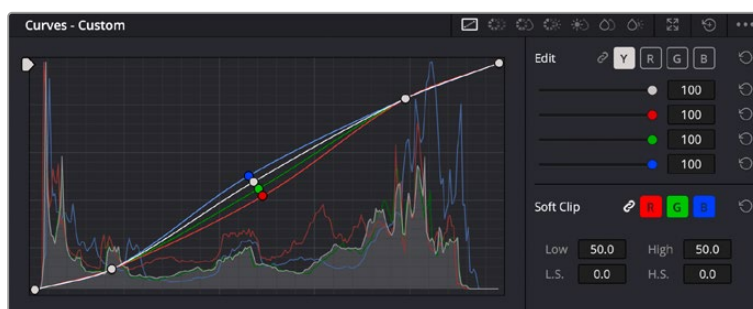 Curves - Custom
Edit Y R G B
100
100
100
100
Soft Clip R G B
Low 50.0 High 50.0
L.S. 0.0 H.S. 0.0